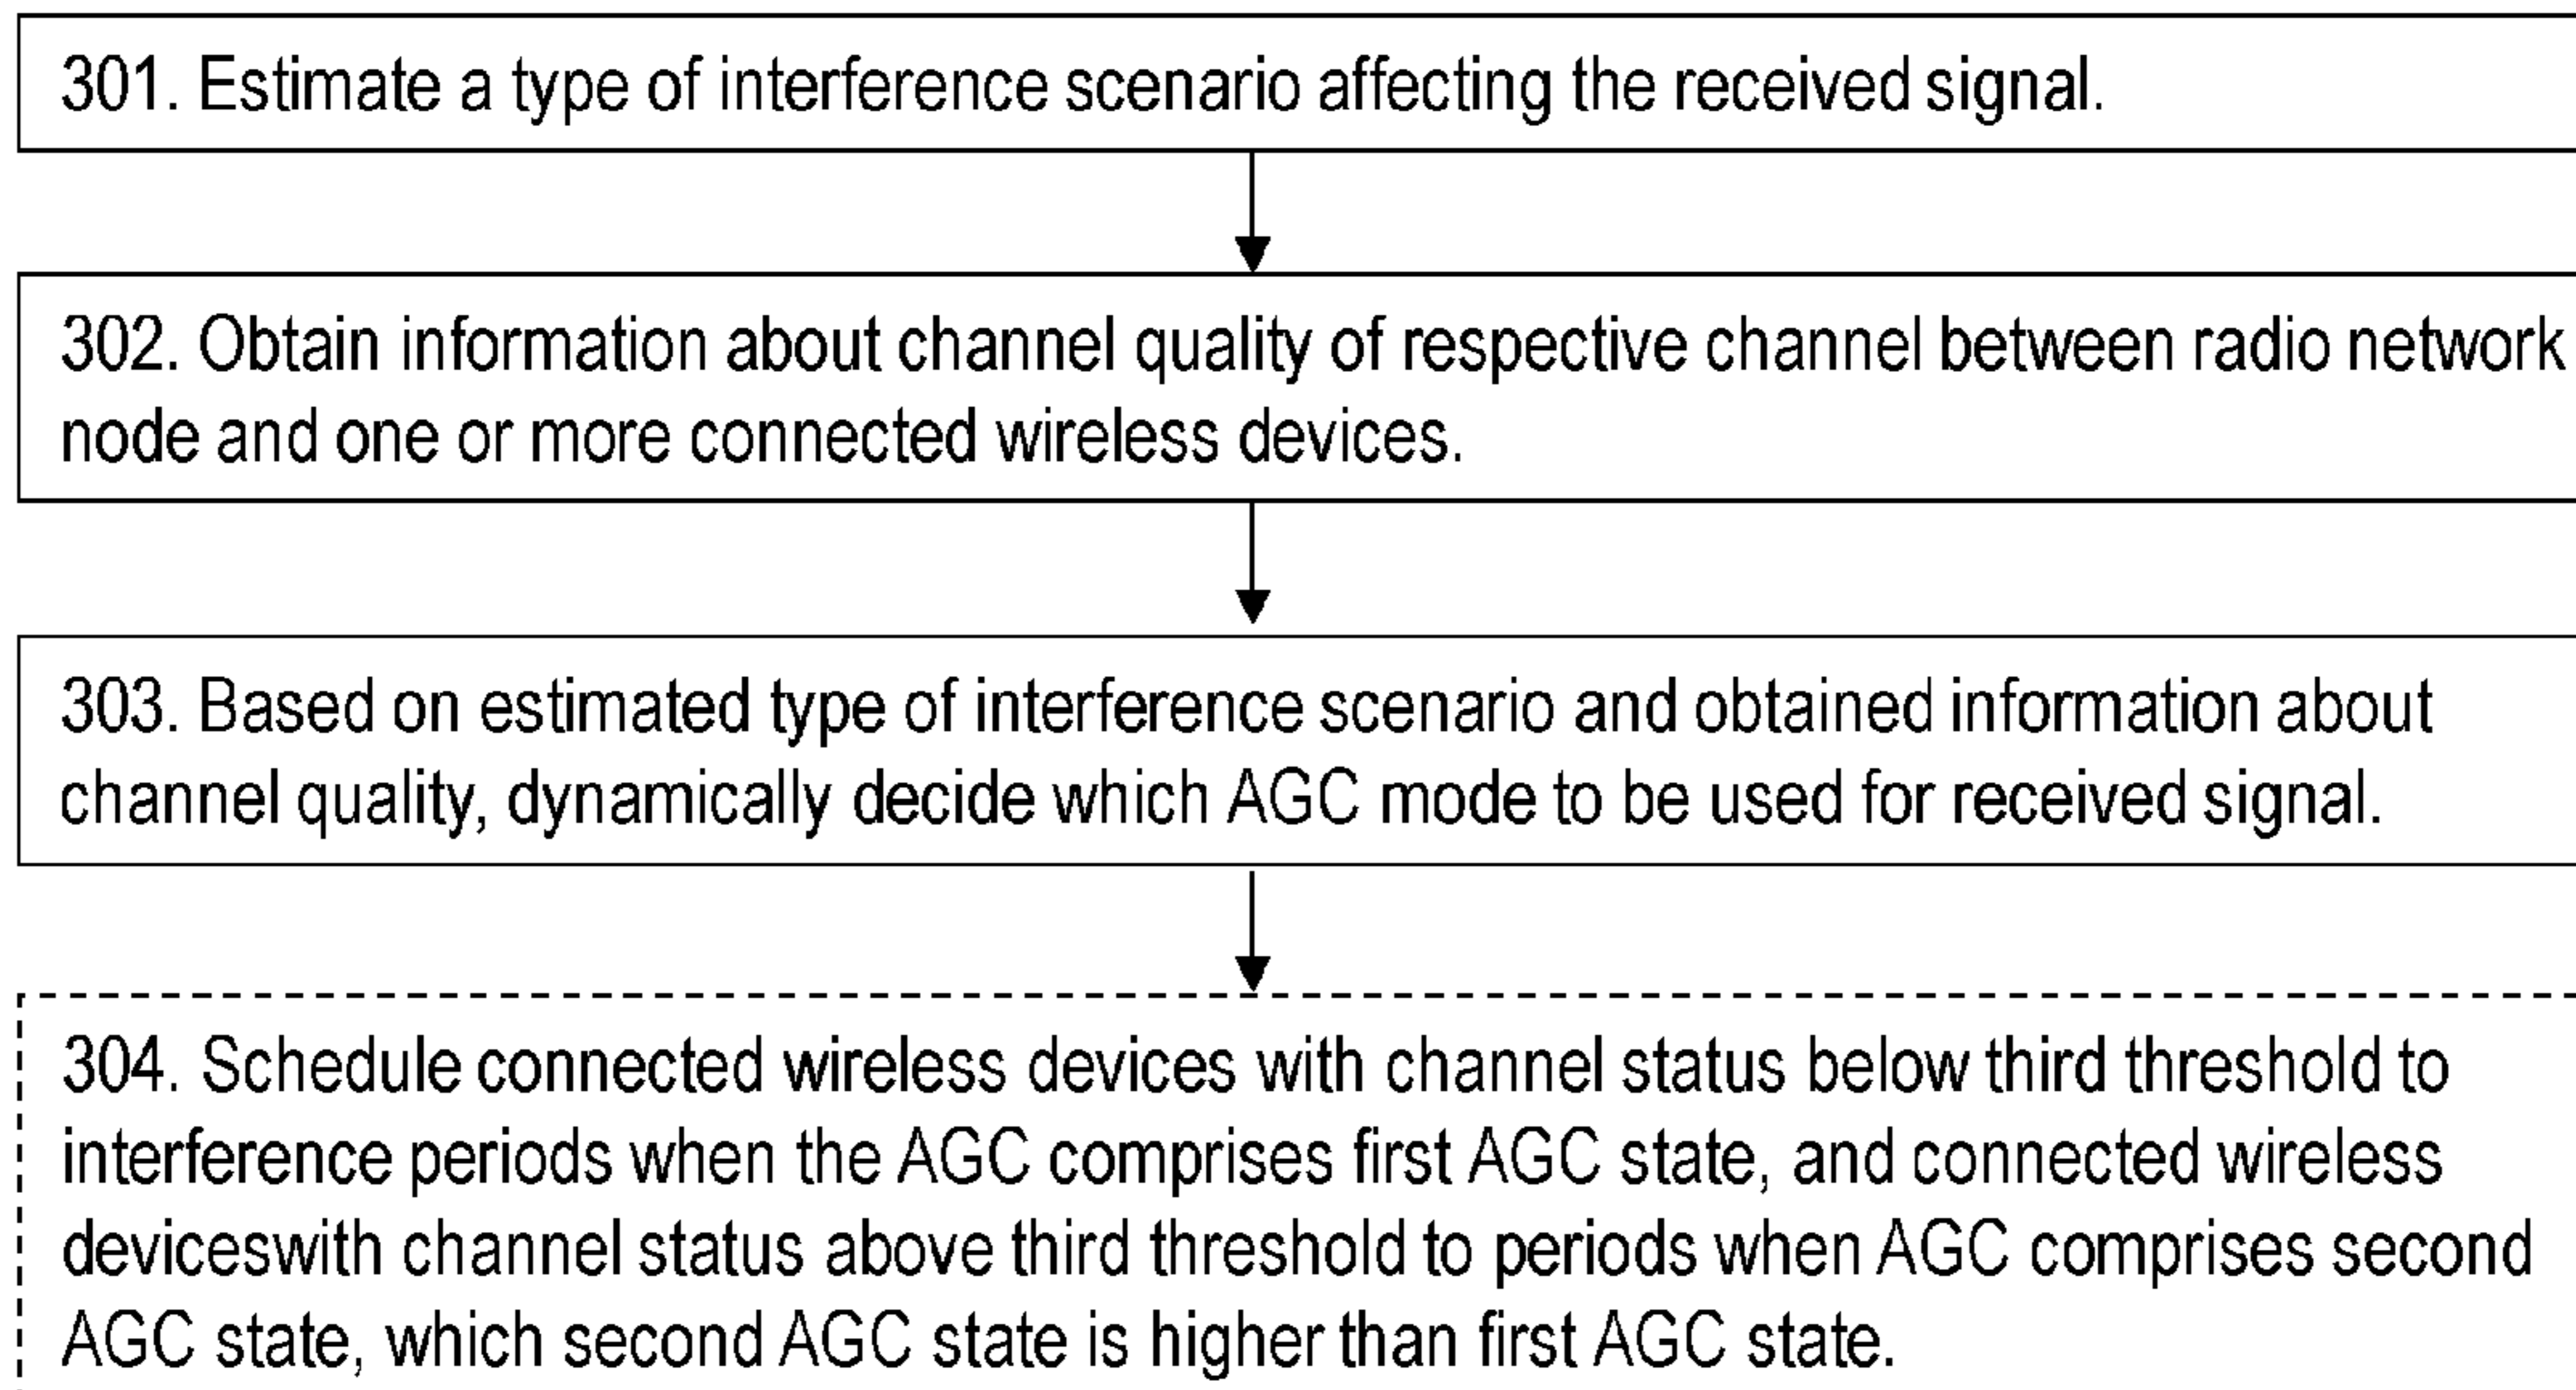 301. Estimate a type of interference scenario affecting the received signal.
302. Obtain information about channel quality of respective channel between radio network
node and one or more connected wireless devices.
303. Based on estimated type of interference scenario and obtained information about
channel quality, dynamically decide which AGC mode to be used for received signal.
304. Schedule connected wireless devices with channel status below third threshold to
interference periods when the AGC comprises first AGC state, and connected wireless
deviceswith channel status above third threshold to periods when AGC comprises second
AGC state, which second AGC state is higher than first AGC state.